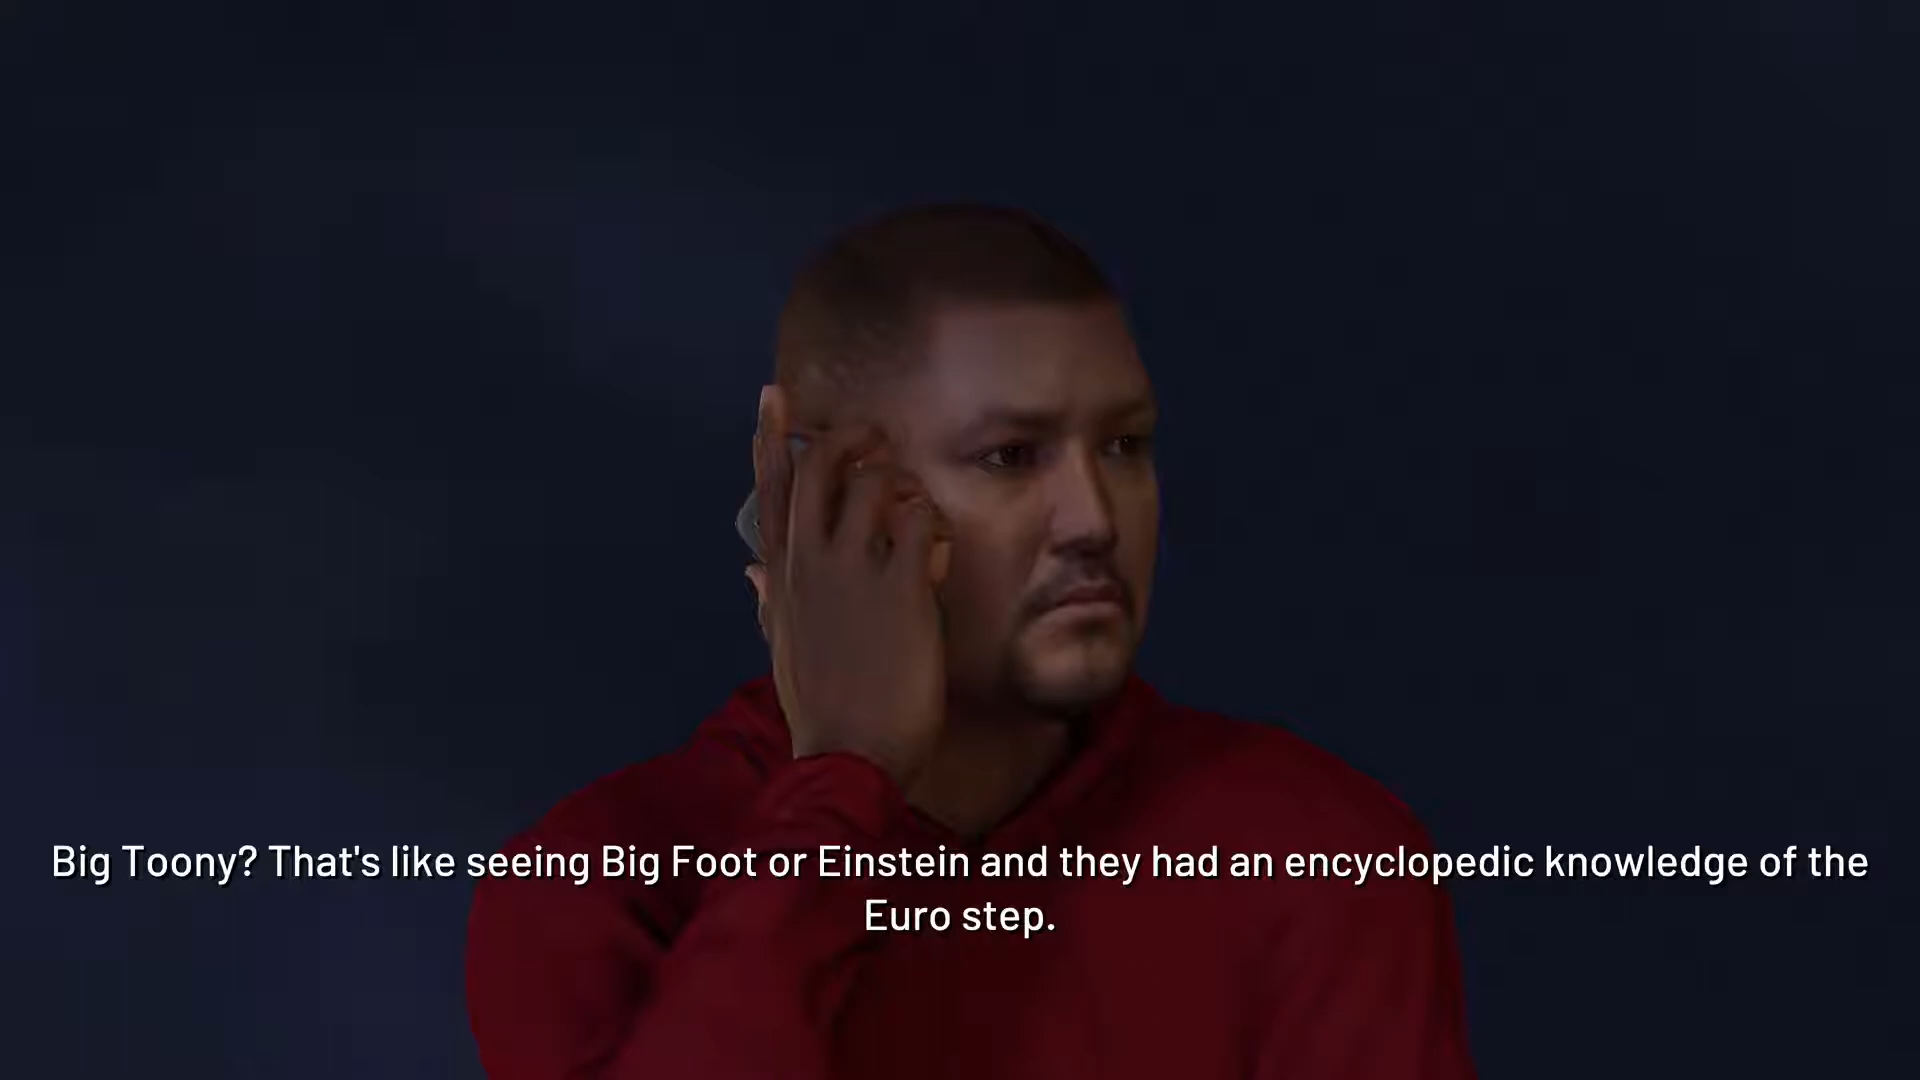 Big Toony? That's like seeing Big Foot or Einstein and they had an encyclopedic knowledge of the
Euro step.